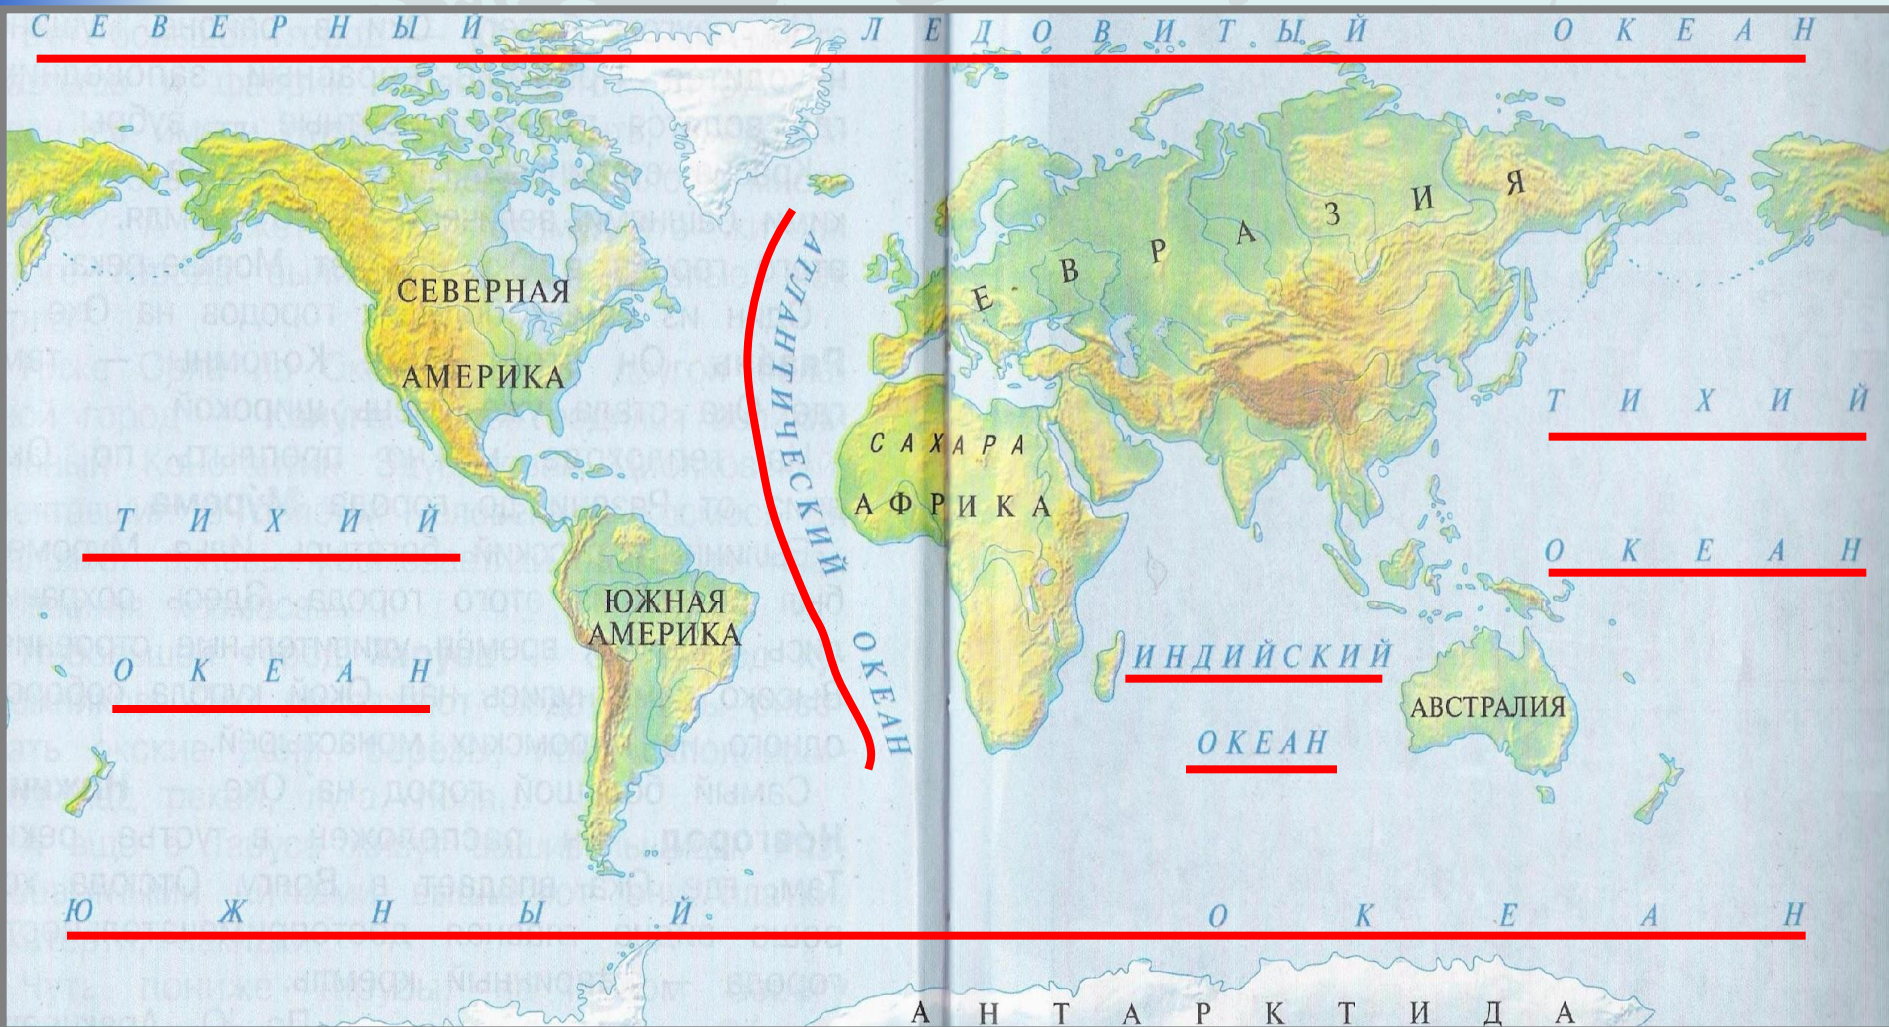 СЕВЕРНЫЙ ЛЕДОВИТЫЙ ОКЕАН
ЕВРАЗИЯ
СЕВЕРНАЯ
АМЕРИКА
АТЛАНТИЧЕСКИЙ ОКЕАН
ТИХИЙ
САХАРА
АФРИКА
ТИХИЙ
ОКЕАН
ЮЖНАЯ
АМЕРИКА
ИНДИЙСКИЙ
ОКЕАН
ОКЕАН
АВСТРАЛИЯ
ЮЖНЫЙ ОКЕАН
АНТАРКТИДА